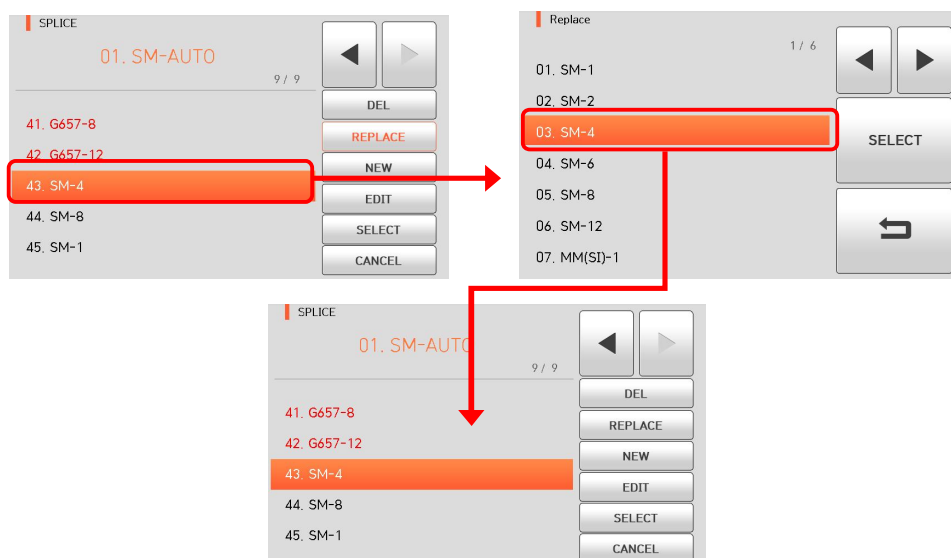 SPLICE
01. SM-AUTO
9 / 9
41. G657-8
42. G657-12
43. SM-4
44. SM-8
45. SM-1
DEL
REPLACE
NEW
EDIT
SELECT
CANCEL
Replace
1 / 6
01. SM-1
02. SM-2
03. SM-4
04. SM-6
05. SM-8
06. SM-12
07. MM(SI)-1
SELECT
SPLICE
01. SM-AUTO
9 / 9
41. G657-8
42. G657-12
43. SM-4
44. SM-8
45. SM-1
DEL
REPLACE
NEW
EDIT
SELECT
CANCEL